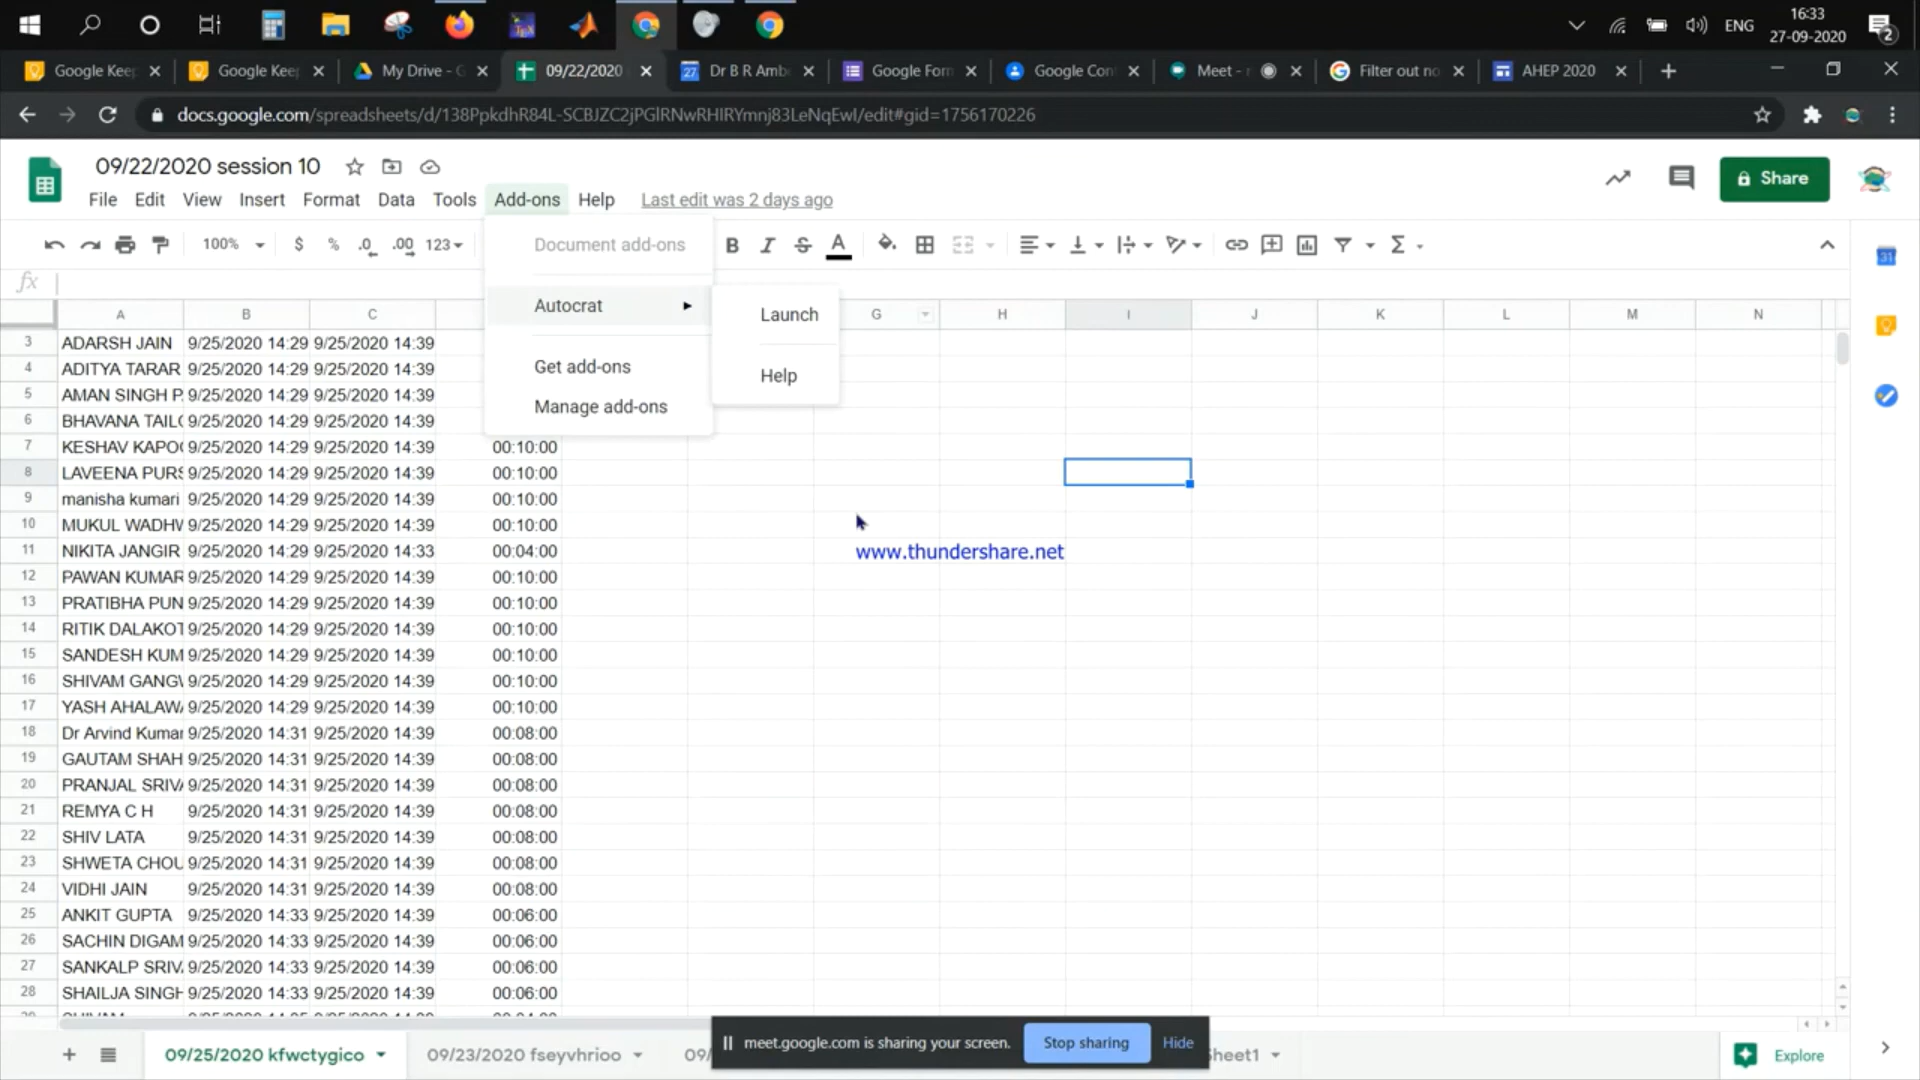 ENG
16:33
27-09-2020
2
Google Keep
Google Keep
My Drive - G
09/22/2020
27
Dr B R Amb
Google Form
Google Con
Meet - r
Filter out no
AHEP 2020
docs.google.com/spreadsheets/d/138PpkdhR84L-SCBJZC2jPGlRNwRHlRYmnj83LeNqEwI/edit#gid=1756170226
09/22/2020 session 10
Share
File Edit View Insert Format Data Tools Add-ons Help Last edit was 2 days ago
100% $ % .0 .00 123 B I S A Σ
Document add-ons
Autocrat
Get add-ons
Manage add-ons
Launch
Help
31
fx
A B C G H I J K L M N
3 ADARSH JAIN 9/25/2020 14:29 9/25/2020 14:39
4 ADITYA TARAR 9/25/2020 14:29 9/25/2020 14:39
5 AMAN SINGH P 9/25/2020 14:29 9/25/2020 14:39
6 BHAVANA TAIL 9/25/2020 14:29 9/25/2020 14:39
7 KESHAV KAPO 9/25/2020 14:29 9/25/2020 14:39 00:10:00
8 LAVEENA PURS 9/25/2020 14:29 9/25/2020 14:39 00:10:00
9 manisha kumari 9/25/2020 14:29 9/25/2020 14:39 00:10:00
10 MUKUL WADHW 9/25/2020 14:29 9/25/2020 14:39 00:10:00
11 NIKITA JANGIR 9/25/2020 14:29 9/25/2020 14:33 00:04:00
www.thundershare.net
12 PAWAN KUMAR 9/25/2020 14:29 9/25/2020 14:39 00:10:00
13 PRATIBHA PUN 9/25/2020 14:29 9/25/2020 14:39 00:10:00
14 RITIK DALAKOT 9/25/2020 14:29 9/25/2020 14:39 00:10:00
15 SANDESH KUM 9/25/2020 14:29 9/25/2020 14:39 00:10:00
16 SHIVAM GANGW 9/25/2020 14:29 9/25/2020 14:39 00:10:00
17 YASH AHALAWA 9/25/2020 14:29 9/25/2020 14:39 00:10:00
18 Dr Arvind Kumar 9/25/2020 14:31 9/25/2020 14:39 00:08:00
19 GAUTAM SHAH 9/25/2020 14:31 9/25/2020 14:39 00:08:00
20 PRANJAL SRIVA 9/25/2020 14:31 9/25/2020 14:39 00:08:00
21 REMYA C H 9/25/2020 14:31 9/25/2020 14:39 00:08:00
22 SHIV LATA 9/25/2020 14:31 9/25/2020 14:39 00:08:00
23 SHWETA CHOU 9/25/2020 14:31 9/25/2020 14:39 00:08:00
24 VIDHI JAIN 9/25/2020 14:31 9/25/2020 14:39 00:08:00
25 ANKIT GUPTA 9/25/2020 14:33 9/25/2020 14:39 00:06:00
26 SACHIN DIGAM 9/25/2020 14:33 9/25/2020 14:39 00:06:00
27 SANKALP SRIV 9/25/2020 14:33 9/25/2020 14:39 00:06:00
28 SHAILJA SINGH 9/25/2020 14:33 9/25/2020 14:39 00:06:00
meet.google.com is sharing your screen. Stop sharing Hide
09/25/2020 kfwctygico 09/23/2020 fseyvhrioo 09/ heet1 Explore